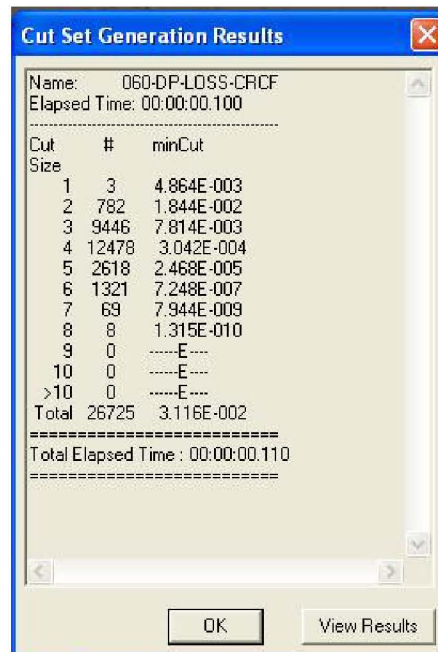 Cut Set Generation Results
Name: 060-DP-LOSS-CRCF
Elapsed Time: 00:00:00.100
--------------------------------------------------
Cut # minCut
Size
1 3 4.864E-003
2 782 1.844E-002
3 9446 7.814E-003
4 12478 3.042E-004
5 2618 2.468E-005
6 1321 7.248E-007
7 69 7.944E-009
8 8 1.315E-010
9 0 ------E----
10 0 ------E----
>10 0 ------E----
Total 26725 3.116E-002
===========================
Total Elapsed Time : 00:00:00.110
===========================
OK View Results